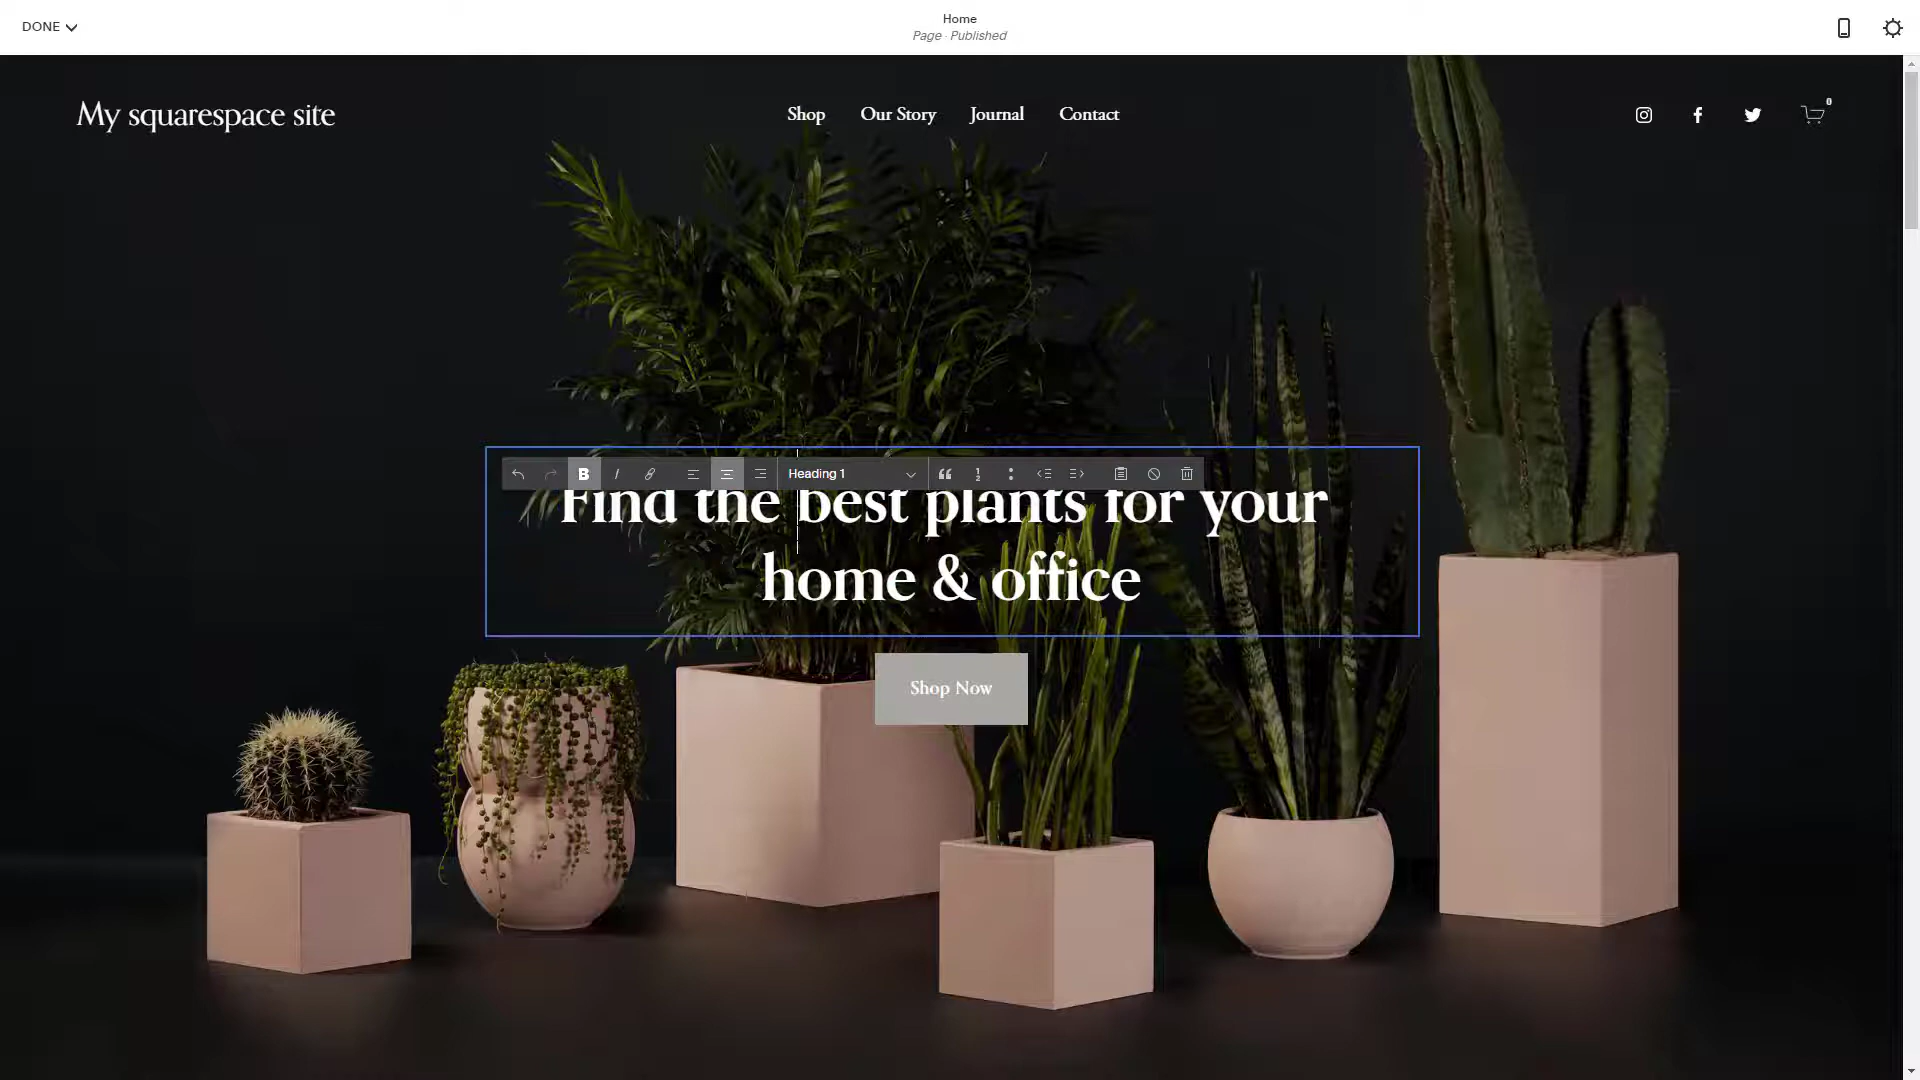 DONE
Home
Page · Published
My squarespace site
Shop
Our Story
Journal
Contact
0
B I Heading 1
Find the best plants for your
home & office
Shop Now